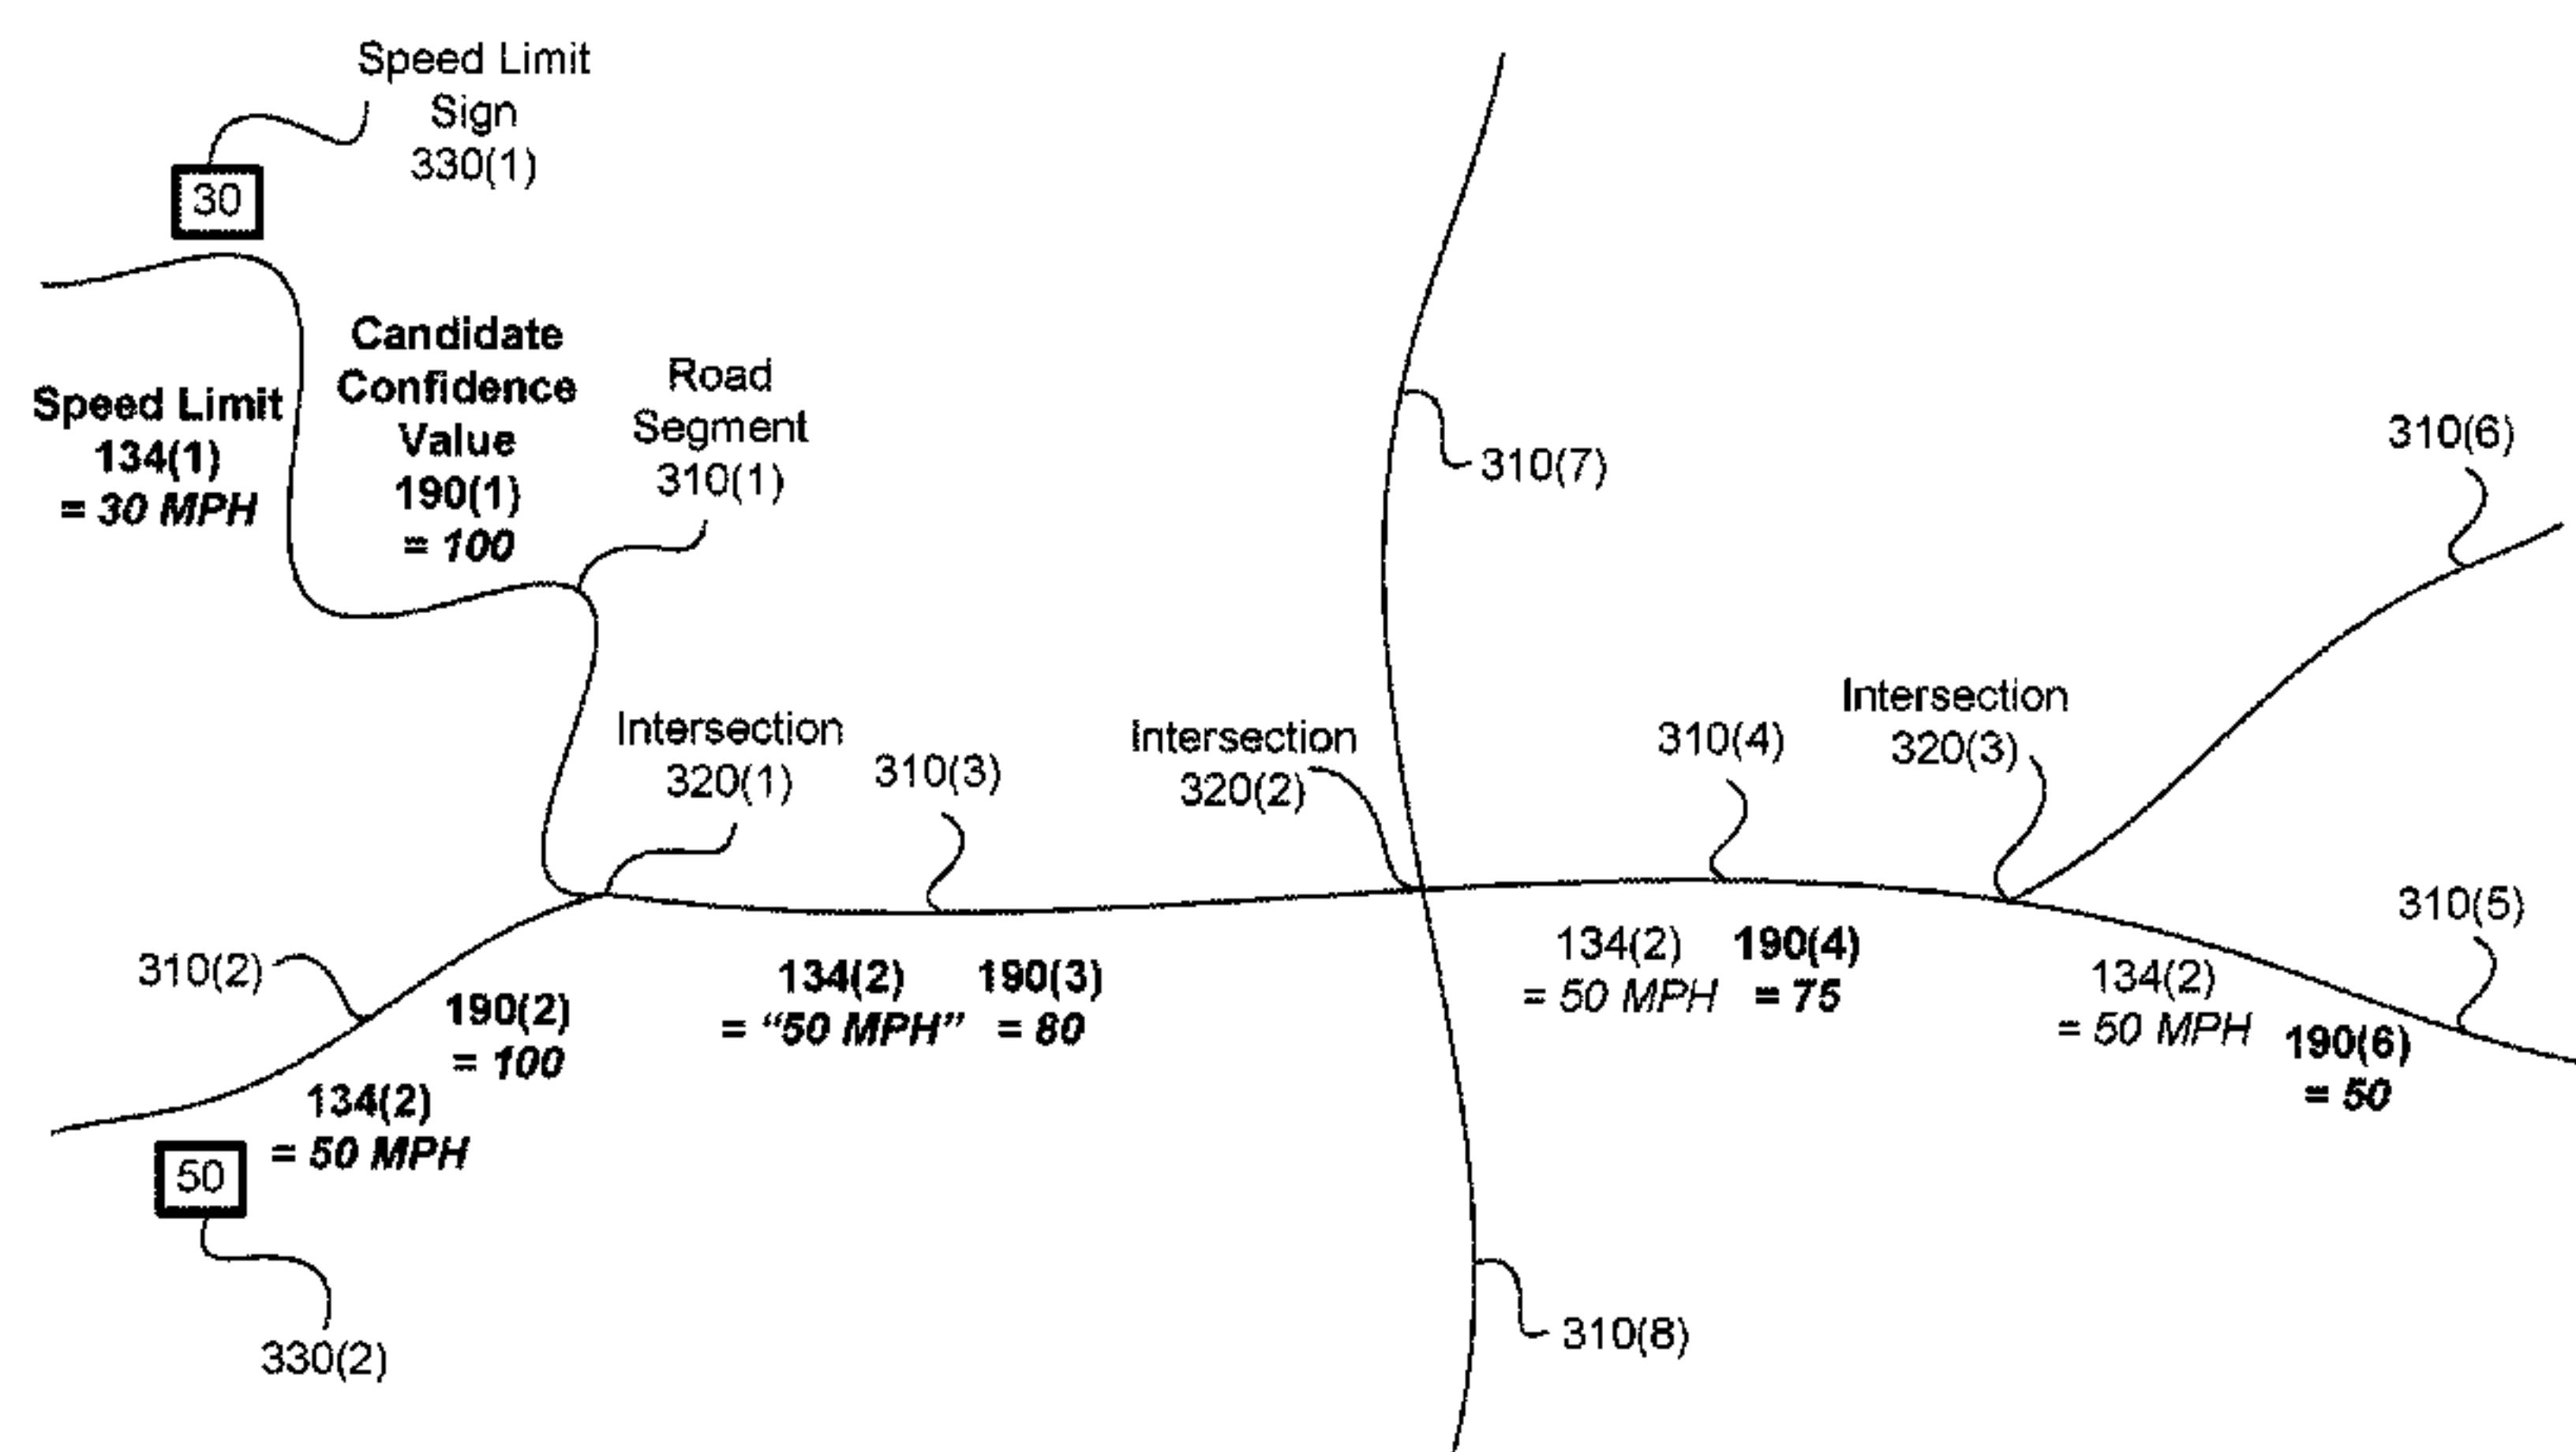 Speed Limit
Sign
330(1)
30
Candidate
Confidence
Value
190(1)
= 100
Speed Limit
134(1)
= 30 MPH
Road
Segment
310(1)
310(7)
310(6)
Intersection
320(1)
310(3)
Intersection
320(2)
310(4)
Intersection
320(3)
310(5)
310(2)
190(2)
= 100
134(2)
= 50 MPH
134(2)
= "50 MPH"
190(3)
= 80
134(2)
= 50 MPH
190(4)
= 75
134(2)
= 50 MPH
190(6)
= 50
50
330(2)
310(8)